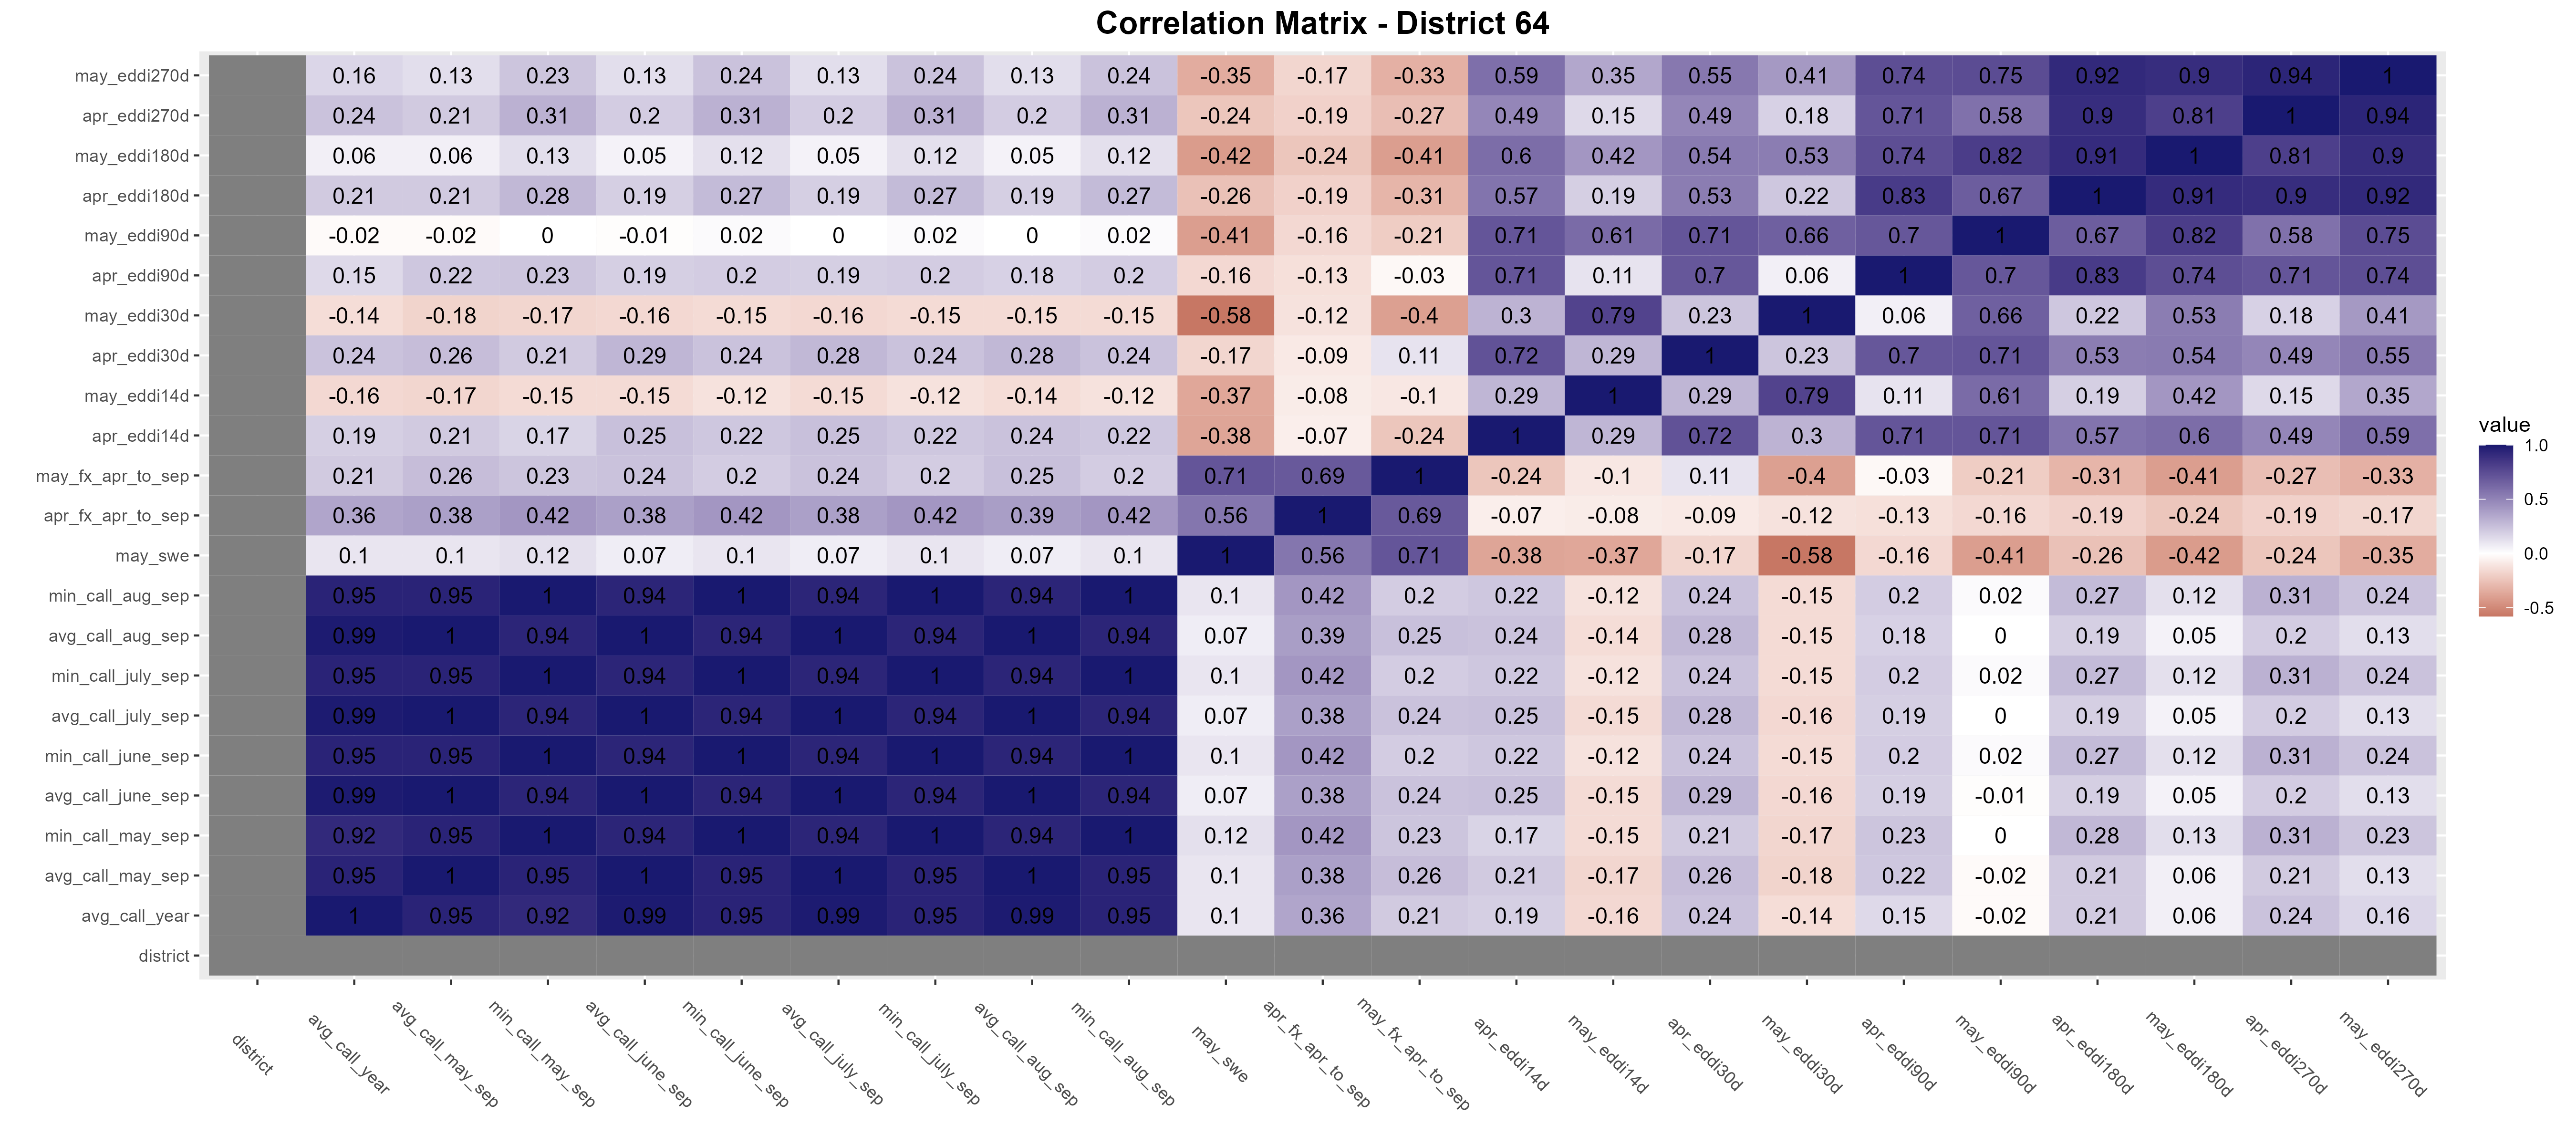 Correlation Matrix - District 64
may_eddi270d 0.16 0.13 0.23 0.13 0.24 0.13 0.24 0.13 0.24 -0.35 -0.17 -0.33 0.59 0.35 0.55 0.41 0.74 0.75 0.92 0.9 0.94 1
apr_eddi270d 0.24 0.21 0.31 0.2 0.31 0.2 0.31 0.2 0.31 -0.24 -0.19 -0.27 0.49 0.15 0.49 0.18 0.71 0.58 0.9 0.81 1 0.94
may_eddi180d 0.06 0.06 0.13 0.05 0.12 0.05 0.12 0.05 0.12 -0.42 -0.24 -0.41 0.6 0.42 0.54 0.53 0.74 0.82 0.91 1 0.81 0.9
apr_eddi180d 0.21 0.21 0.28 0.19 0.27 0.19 0.27 0.19 0.27 -0.26 -0.19 -0.31 0.57 0.19 0.53 0.22 0.83 0.67 1 0.91 0.9 0.92
may_eddi90d -0.02 -0.02 0 -0.01 0.02 0 0.02 0 0.02 -0.41 -0.16 -0.21 0.71 0.61 0.71 0.66 0.7 1 0.67 0.82 0.58 0.75
apr_eddi90d 0.15 0.22 0.23 0.19 0.2 0.19 0.2 0.18 0.2 -0.16 -0.13 -0.03 0.71 0.11 0.7 0.06 1 0.7 0.83 0.74 0.71 0.74
may_eddi30d -0.14 -0.18 -0.17 -0.16 -0.15 -0.16 -0.15 -0.15 -0.15 -0.58 -0.12 -0.4 0.3 0.79 0.23 1 0.06 0.66 0.22 0.53 0.18 0.41
apr_eddi30d 0.24 0.26 0.21 0.29 0.24 0.28 0.24 0.28 0.24 -0.17 -0.09 0.11 0.72 0.29 1 0.23 0.7 0.71 0.53 0.54 0.49 0.55
may_eddi14d -0.16 -0.17 -0.15 -0.15 -0.12 -0.15 -0.12 -0.14 -0.12 -0.37 -0.08 -0.1 0.29 1 0.29 0.79 0.11 0.61 0.19 0.42 0.15 0.35
apr_eddi14d 0.19 0.21 0.17 0.25 0.22 0.25 0.22 0.24 0.22 -0.38 -0.07 -0.24 1 0.29 0.72 0.3 0.71 0.71 0.57 0.6 0.49 0.59
may_fx_apr_to_sep 0.21 0.26 0.23 0.24 0.2 0.24 0.2 0.25 0.2 0.71 0.69 1 -0.24 -0.1 0.11 -0.4 -0.03 -0.21 -0.31 -0.41 -0.27 -0.33
apr_fx_apr_to_sep 0.36 0.38 0.42 0.38 0.42 0.38 0.42 0.39 0.42 0.56 1 0.69 -0.07 -0.08 -0.09 -0.12 -0.13 -0.16 -0.19 -0.24 -0.19 -0.17
may_swe 0.1 0.1 0.12 0.07 0.1 0.07 0.1 0.07 0.1 1 0.56 0.71 -0.38 -0.37 -0.17 -0.58 -0.16 -0.41 -0.26 -0.42 -0.24 -0.35
min_call_aug_sep 0.95 0.95 1 0.94 1 0.94 1 0.94 1 0.1 0.42 0.2 0.22 -0.12 0.24 -0.15 0.2 0.02 0.27 0.12 0.31 0.24
avg_call_aug_sep 0.99 1 0.94 1 0.94 1 0.94 1 0.94 0.07 0.39 0.25 0.24 -0.14 0.28 -0.15 0.18 0 0.19 0.05 0.2 0.13
min_call_july_sep 0.95 0.95 1 0.94 1 0.94 1 0.94 1 0.1 0.42 0.2 0.22 -0.12 0.24 -0.15 0.2 0.02 0.27 0.12 0.31 0.24
avg_call_july_sep 0.99 1 0.94 1 0.94 1 0.94 1 0.94 0.07 0.38 0.24 0.25 -0.15 0.28 -0.16 0.19 0 0.19 0.05 0.2 0.13
min_call_june_sep 0.95 0.95 1 0.94 1 0.94 1 0.94 1 0.1 0.42 0.2 0.22 -0.12 0.24 -0.15 0.2 0.02 0.27 0.12 0.31 0.24
avg_call_june_sep 0.99 1 0.94 1 0.94 1 0.94 1 0.94 0.07 0.38 0.24 0.25 -0.15 0.29 -0.16 0.19 -0.01 0.19 0.05 0.2 0.13
min_call_may_sep 0.92 0.95 1 0.94 1 0.94 1 0.94 1 0.12 0.42 0.23 0.17 -0.15 0.21 -0.17 0.23 0 0.28 0.13 0.31 0.23
avg_call_may_sep 0.95 1 0.95 1 0.95 1 0.95 1 0.95 0.1 0.38 0.26 0.21 -0.17 0.26 -0.18 0.22 -0.02 0.21 0.06 0.21 0.13
avg_call_year 1 0.95 0.92 0.99 0.95 0.99 0.95 0.99 0.95 0.1 0.36 0.21 0.19 -0.16 0.24 -0.14 0.15 -0.02 0.21 0.06 0.24 0.16
district
district avg_call_year avg_call_may_sep min_call_may_sep avg_call_june_sep min_call_june_sep avg_call_july_sep min_call_july_sep avg_call_aug_sep min_call_aug_sep may_swe apr_fx_apr_to_sep may_fx_apr_to_sep apr_eddi14d may_eddi14d apr_eddi30d may_eddi30d apr_eddi90d may_eddi90d apr_eddi180d may_eddi180d apr_eddi270d may_eddi270d
value
1.0
0.5
0.0
-0.5